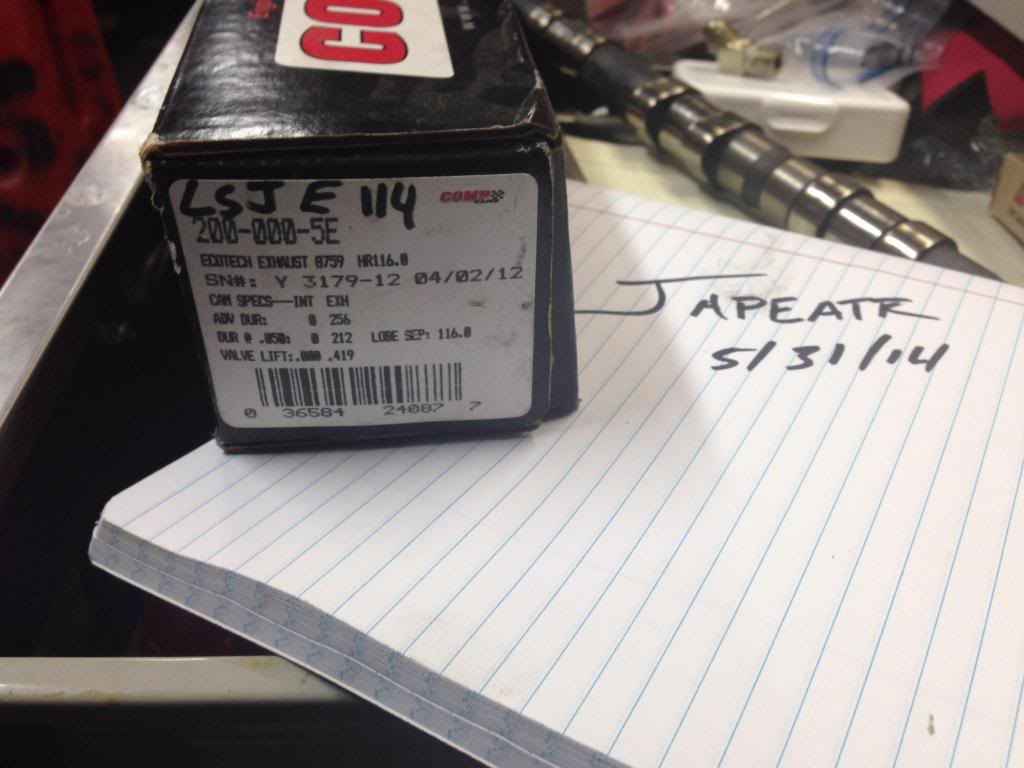 CO
LSJ E 114
COMP
CAMS
200-000-5E
ECOTECH EXHAUST 8759 HR116.0
SN#: Y 3179-12 04/02/12
CAM SPECS---INT EXH
ADV DUR: 0 256
DUR @ .050: 0 212 LOBE SEP: 116.0
VALVE LIFT:.000 .419
0 36584 24087 7
JAPEATR
5/31/14